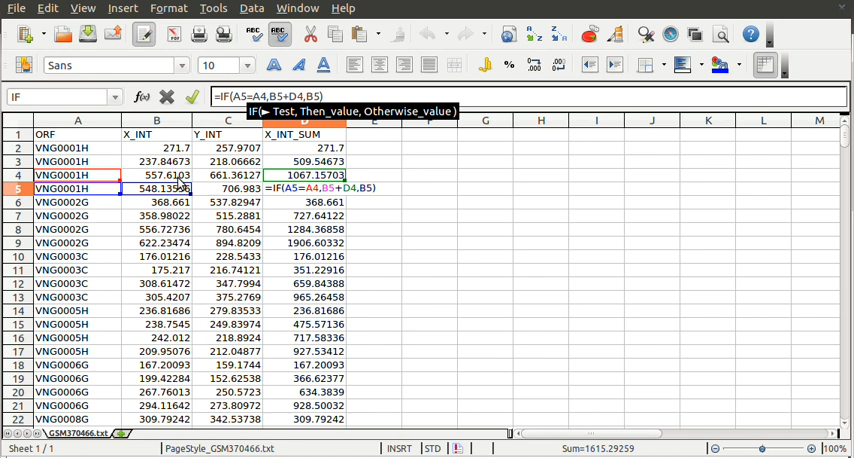 File Edit View Insert Format Tools Data Window Help
ABC ABC
Sans 10
IF =IF(A5=A4,B5+D4,B5)
IF(► Test, Then_value, Otherwise_value )
A B C D E F G H I J K L M
1 ORF X_INT Y_INT X_INT_SUM
2 VNG0001H 271.7 257.9707 271.7
3 VNG0001H 237.84673 218.06662 509.54673
4 VNG0001H 557.6103 661.36127 1067.15703
5 VNG0001H 548.13556 706.983 =IF(A5=A4,B5+D4,B5)
6 VNG0002G 368.661 537.82947 368.661
7 VNG0002G 358.98022 515.2881 727.64122
8 VNG0002G 556.72736 780.6454 1284.36858
9 VNG0002G 622.23474 894.8209 1906.60332
10 VNG0003C 176.01216 228.5433 176.01216
11 VNG0003C 175.217 216.74121 351.22916
12 VNG0003C 308.61472 347.7994 659.84388
13 VNG0003C 305.4207 375.2769 965.26458
14 VNG0005H 236.81686 279.83533 236.81686
15 VNG0005H 238.7545 249.83974 475.57136
16 VNG0005H 242.012 218.8924 717.58336
17 VNG0005H 209.95076 212.04877 927.53412
18 VNG0006G 167.20093 159.1744 167.20093
19 VNG0006G 199.42284 152.62538 366.62377
20 VNG0006G 267.76013 250.5723 634.3839
21 VNG0006G 294.11642 273.80972 928.50032
22 VNG0008G 309.79242 342.53738 309.79242
GSM370466.txt
Sheet 1 / 1 PageStyle_GSM370466.txt INSRT STD Sum=1615.29259 100%